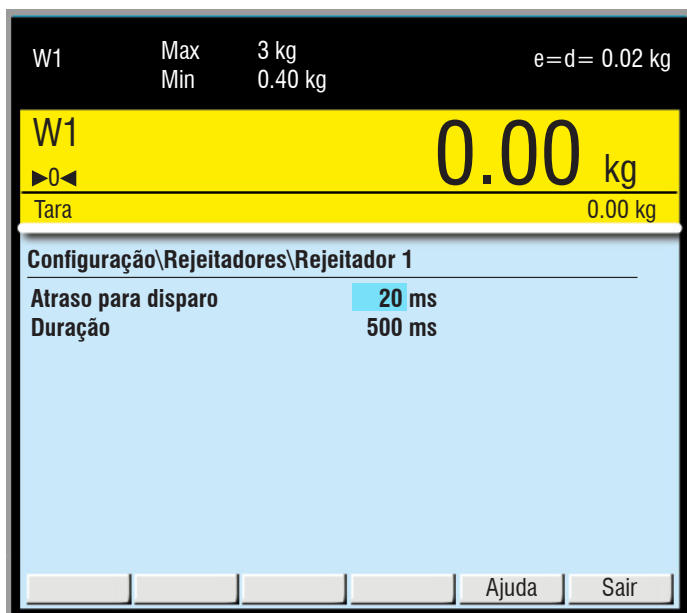 W1 Max 3 kg e=d= 0.02 kg
Min 0.40 kg
W1 0.00 kg
►0◄
Tara 0.00 kg
Configuração\Rejeitadores\Rejeitador 1
Atraso para disparo 20 ms
Duração 500 ms
Ajuda Sair